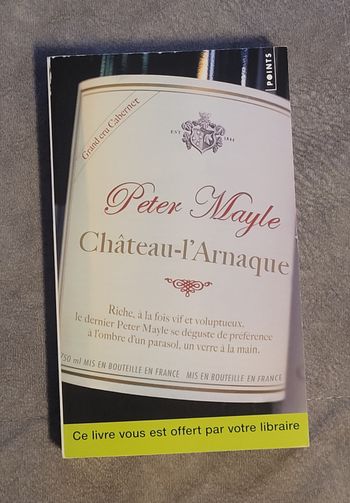 POINTS
Grand cru Cabernet
EST 1884
Peter Mayle
Château-l'Arnaque
Riche, à la fois vif et voluptueux,
le dernier Peter Mayle se déguste de préférence
à l'ombre d'un parasol, un verre à la main.
750 ml MIS EN BOUTEILLE EN FRANCE MIS EN BOUTEILLE EN FRANCE
Ce livre vous est offert par votre libraire